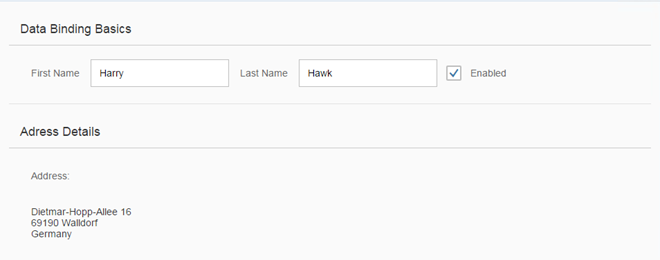 Data Binding Basics
First Name Harry Last Name Hawk Enabled
Adress Details
Address:
Dietmar-Hopp-Allee 16
69190 Walldorf
Germany